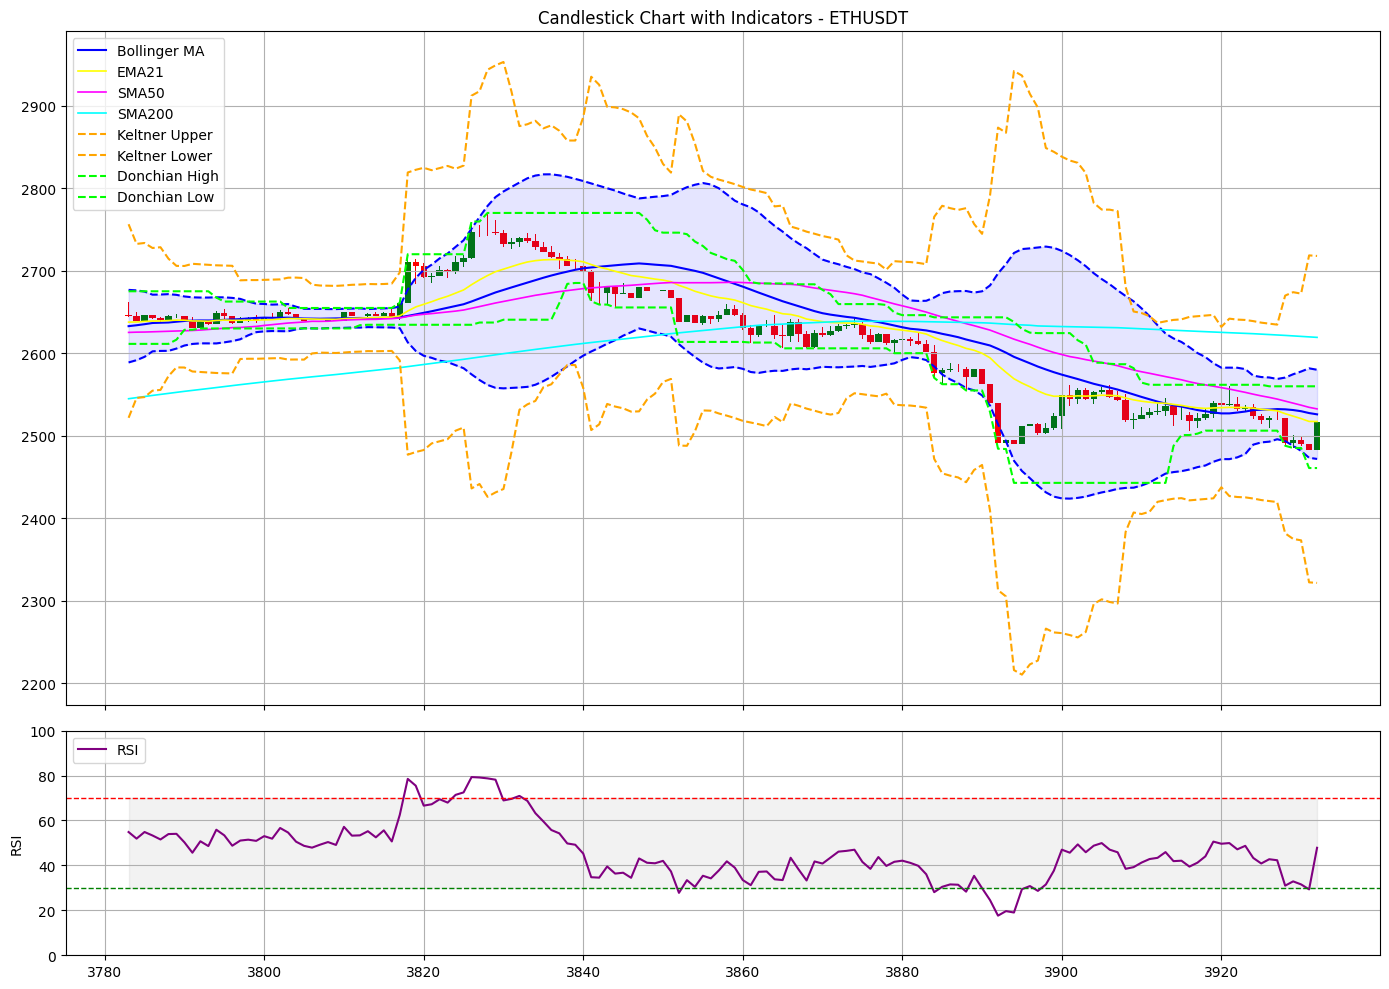 Candlestick Chart with Indicators - ETHUSDT
Bollinger MA
EMA21
SMA50
SMA200
Keltner Upper
Keltner Lower
Donchian High
Donchian Low
2900
2800
2700
2600
2500
2400
2300
2200
RSI
100
80
60
40
20
0
RSI
3780
3800
3820
3840
3860
3880
3900
3920